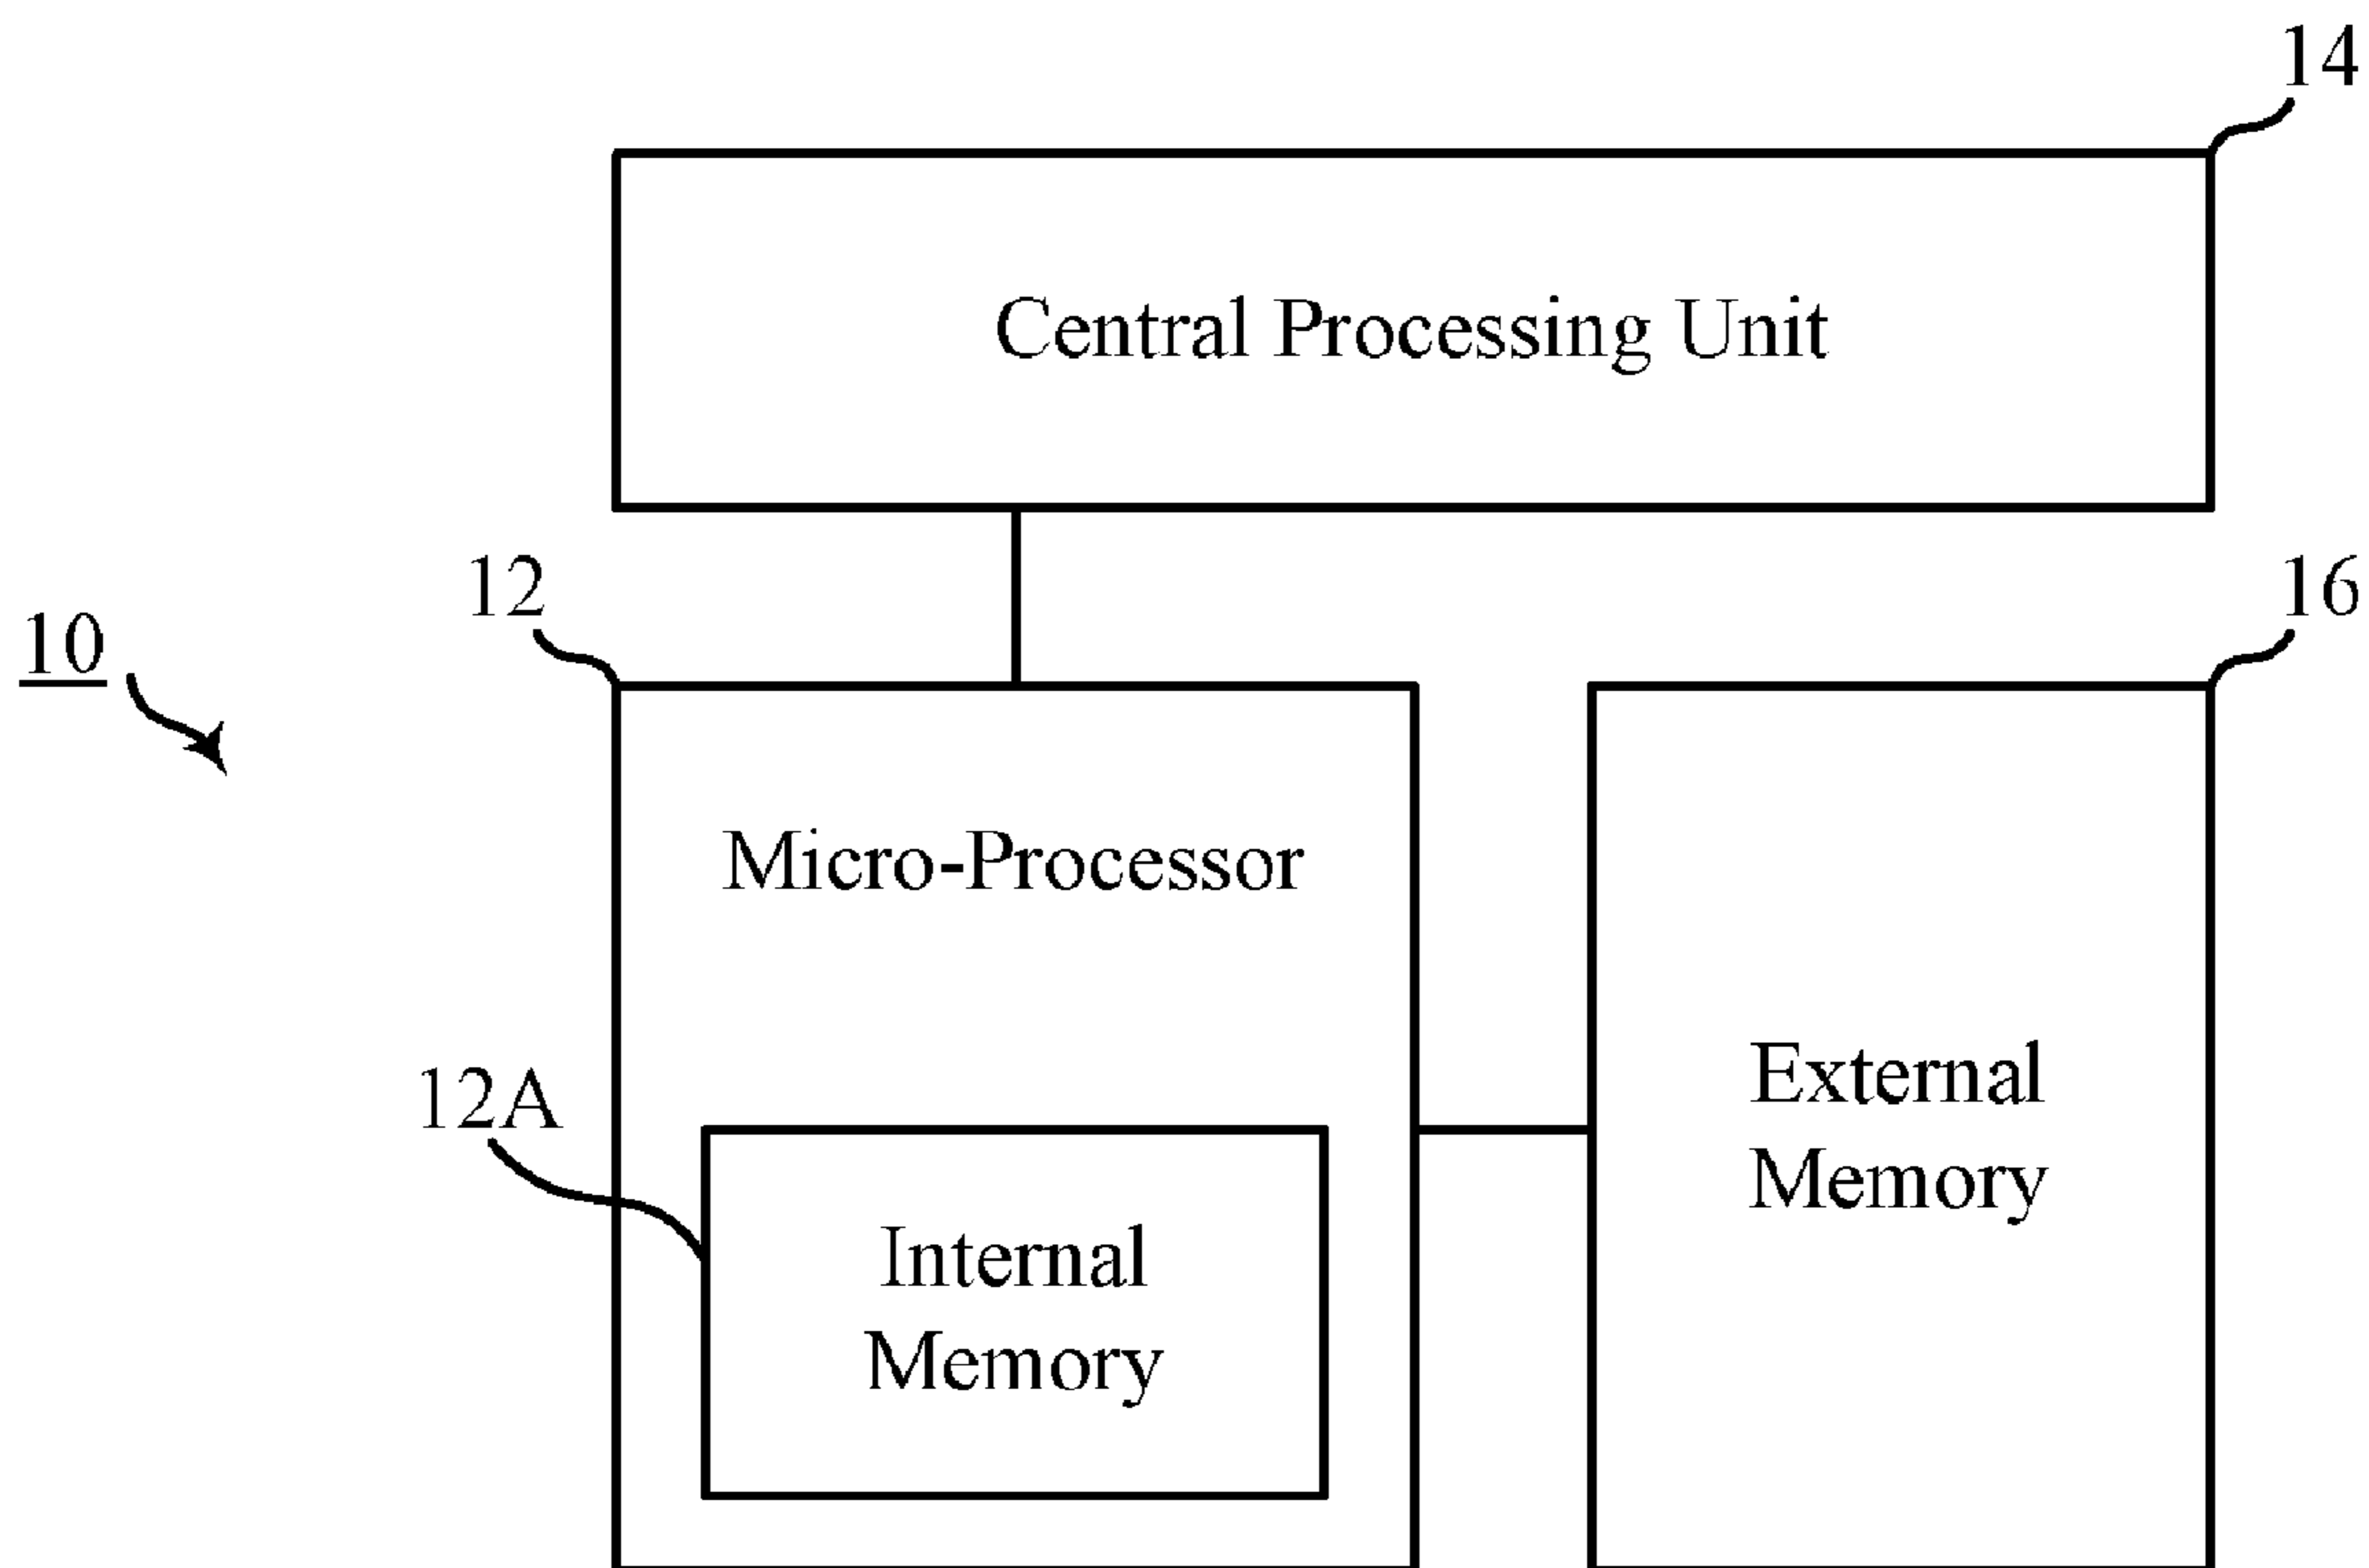 14
Central Processing Unit
12
16
10
Micro-Processor
External
Memory
12A
Internal
Memory